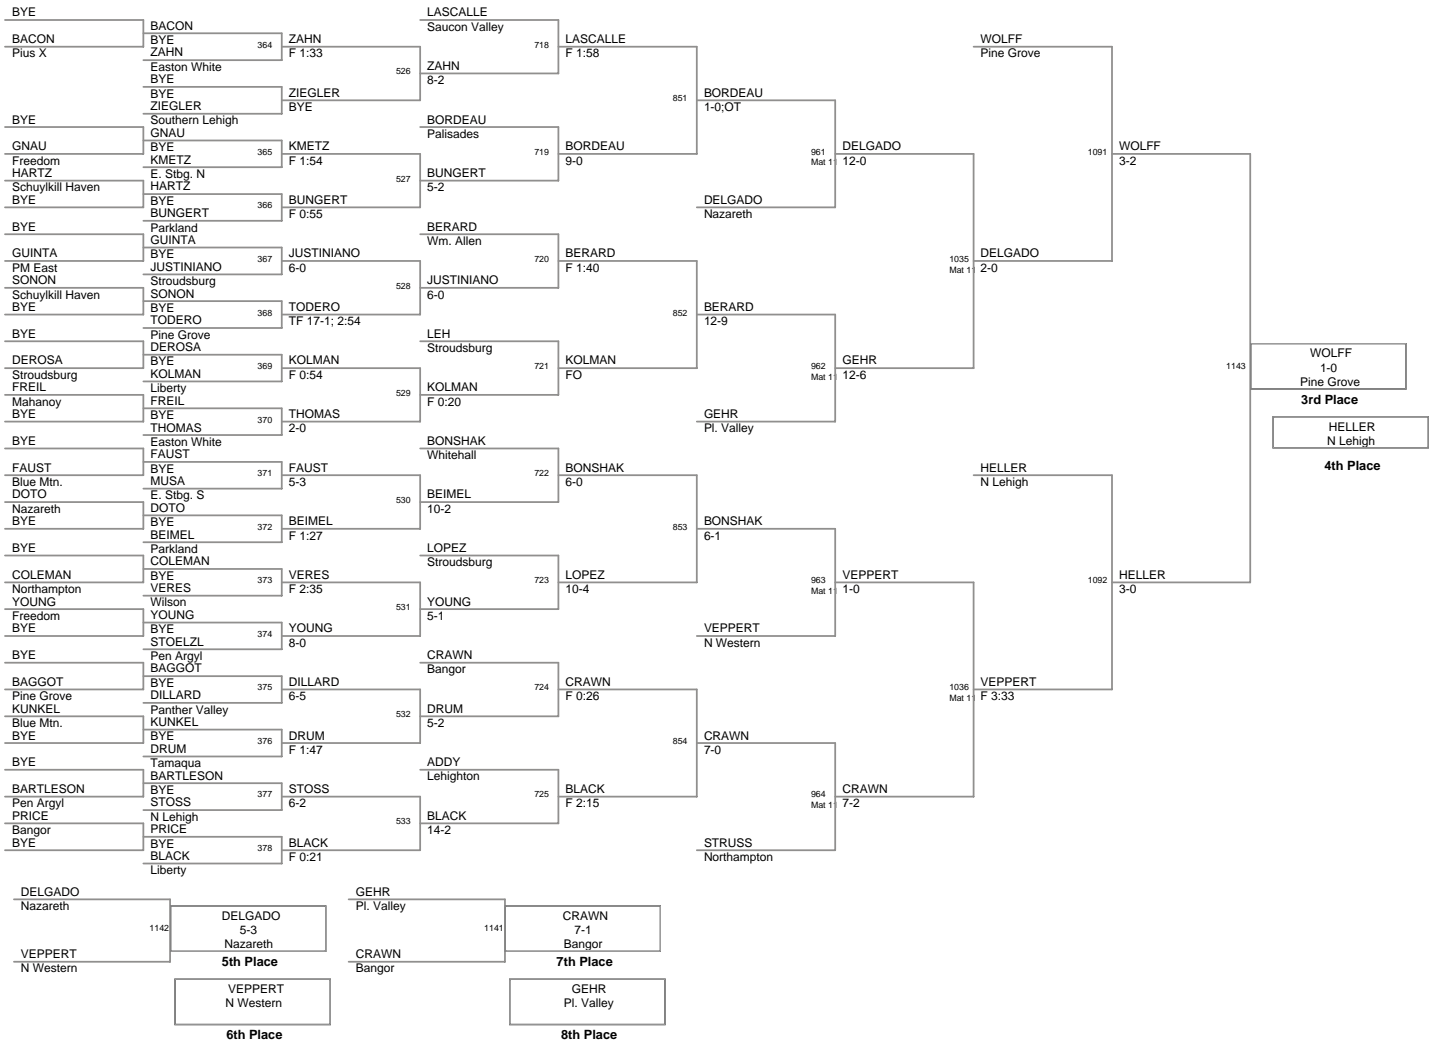 BYE
BACON
Pius X
BYE
GNAU
Freedom
HARTZ
Schuylkill Haven
BYE
BYE
GUINTA
PM East
SONON
Schuylkill Haven
BYE
BYE
DEROSA
Stroudsburg
FREIL
Mahanoy
BYE
BYE
FAUST
Blue Mtn.
DOTO
Nazareth
BYE
BYE
COLEMAN
Northampton
YOUNG
Freedom
BYE
BYE
BAGGOT
Pine Grove
KUNKEL
Blue Mtn.
BYE
BYE
BARTLESON
Pen Argyl
PRICE
Bangor
BYE
BACON
BYE
364
ZAHN
Easton White
BYE
BYE
ZIEGLER
Southern Lehigh
GNAU
BYE
365
KMETZ
E. Stbg. N
HARTZ
BYE
366
BUNGERT
Parkland
GUINTA
BYE
367
JUSTINIANO
Stroudsburg
SONON
BYE
368
TODERO
Pine Grove
DEROSA
BYE
369
KOLMAN
Liberty
FREIL
BYE
370
THOMAS
Easton White
FAUST
BYE
371
MUSA
E. Stbg. S
DOTO
BYE
372
BEIMEL
Parkland
COLEMAN
BYE
373
VERES
Wilson
YOUNG
BYE
374
STOELZL
Pen Argyl
BAGGOT
BYE
375
DILLARD
Panther Valley
KUNKEL
BYE
376
DRUM
Tamaqua
BARTLESON
BYE
377
STOSS
N Lehigh
PRICE
BYE
378
BLACK
Liberty
ZAHN
F 1:33
526
ZIEGLER
BYE
KMETZ
F 1:54
527
BUNGERT
F 0:55
JUSTINIANO
6-0
528
TODERO
TF 17-1; 2:54
KOLMAN
F 0:54
529
THOMAS
2-0
FAUST
5-3
530
BEIMEL
F 1:27
VERES
F 2:35
531
YOUNG
8-0
DILLARD
6-5
532
DRUM
F 1:47
STOSS
6-2
533
BLACK
F 0:21
LASCALLE
Saucon Valley
718
ZAHN
8-2
BORDEAU
Palisades
719
BUNGERT
5-2
BERARD
Wm. Allen
720
JUSTINIANO
6-0
LEH
Stroudsburg
721
KOLMAN
F 0:20
BONSHAK
Whitehall
722
BEIMEL
10-2
LOPEZ
Stroudsburg
723
YOUNG
5-1
CRAWN
Bangor
724
DRUM
5-2
ADDY
Lehighton
725
BLACK
14-2
LASCALLE
F 1:58
851
BORDEAU
9-0
BERARD
F 1:40
852
KOLMAN
FO
BONSHAK
6-0
853
LOPEZ
10-4
CRAWN
F 0:26
854
BLACK
F 2:15
BORDEAU
1-0;OT
961
Mat 11
DELGADO
Nazareth
BERARD
12-9
962
Mat 11
GEHR
Pl. Valley
BONSHAK
6-1
963
Mat 11
VEPPERT
N Western
CRAWN
7-0
964
Mat 11
STRUSS
Northampton
DELGADO
12-0
1035
Mat 11
GEHR
12-6
VEPPERT
1-0
1036
Mat 11
CRAWN
7-2
WOLFF
Pine Grove
1091
DELGADO
2-0
HELLER
N Lehigh
1092
VEPPERT
F 3:33
WOLFF
3-2
1143
HELLER
3-0
WOLFF
1-0
Pine Grove
3rd Place
HELLER
N Lehigh
4th Place
DELGADO
Nazareth
1142
VEPPERT
N Western
DELGADO
5-3
Nazareth
5th Place
VEPPERT
N Western
6th Place
GEHR
Pl. Valley
1141
CRAWN
Bangor
CRAWN
7-1
Bangor
7th Place
GEHR
Pl. Valley
8th Place